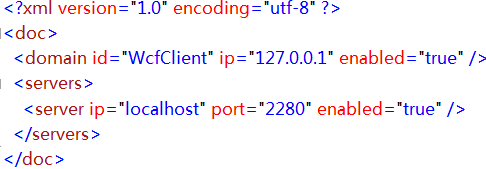 <?xml version="1.0" encoding="utf-8" ?>
<doc>
<domain id="WcfClient" ip="127.0.0.1" enabled="true" />
<servers>
<server ip="localhost" port="2280" enabled="true" />
</servers>
</doc>